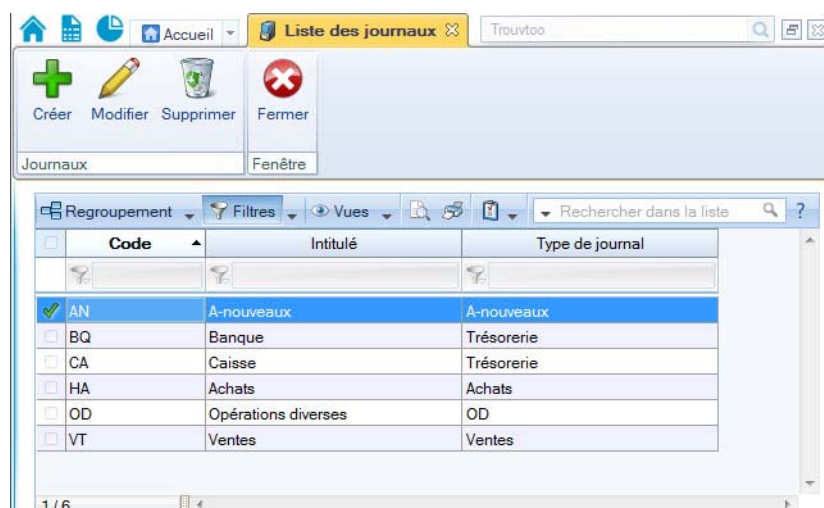 Accueil Liste des journaux Trouvtoo
Créer Modifier Supprimer Fermer
Journaux Fenêtre
Regroupement Filtres Vues Rechercher dans la liste ?
Code Intitulé Type de journal
AN A-nouveaux A-nouveaux
BQ Banque Trésorerie
CA Caisse Trésorerie
HA Achats Achats
OD Opérations diverses OD
VT Ventes Ventes
1 / 6